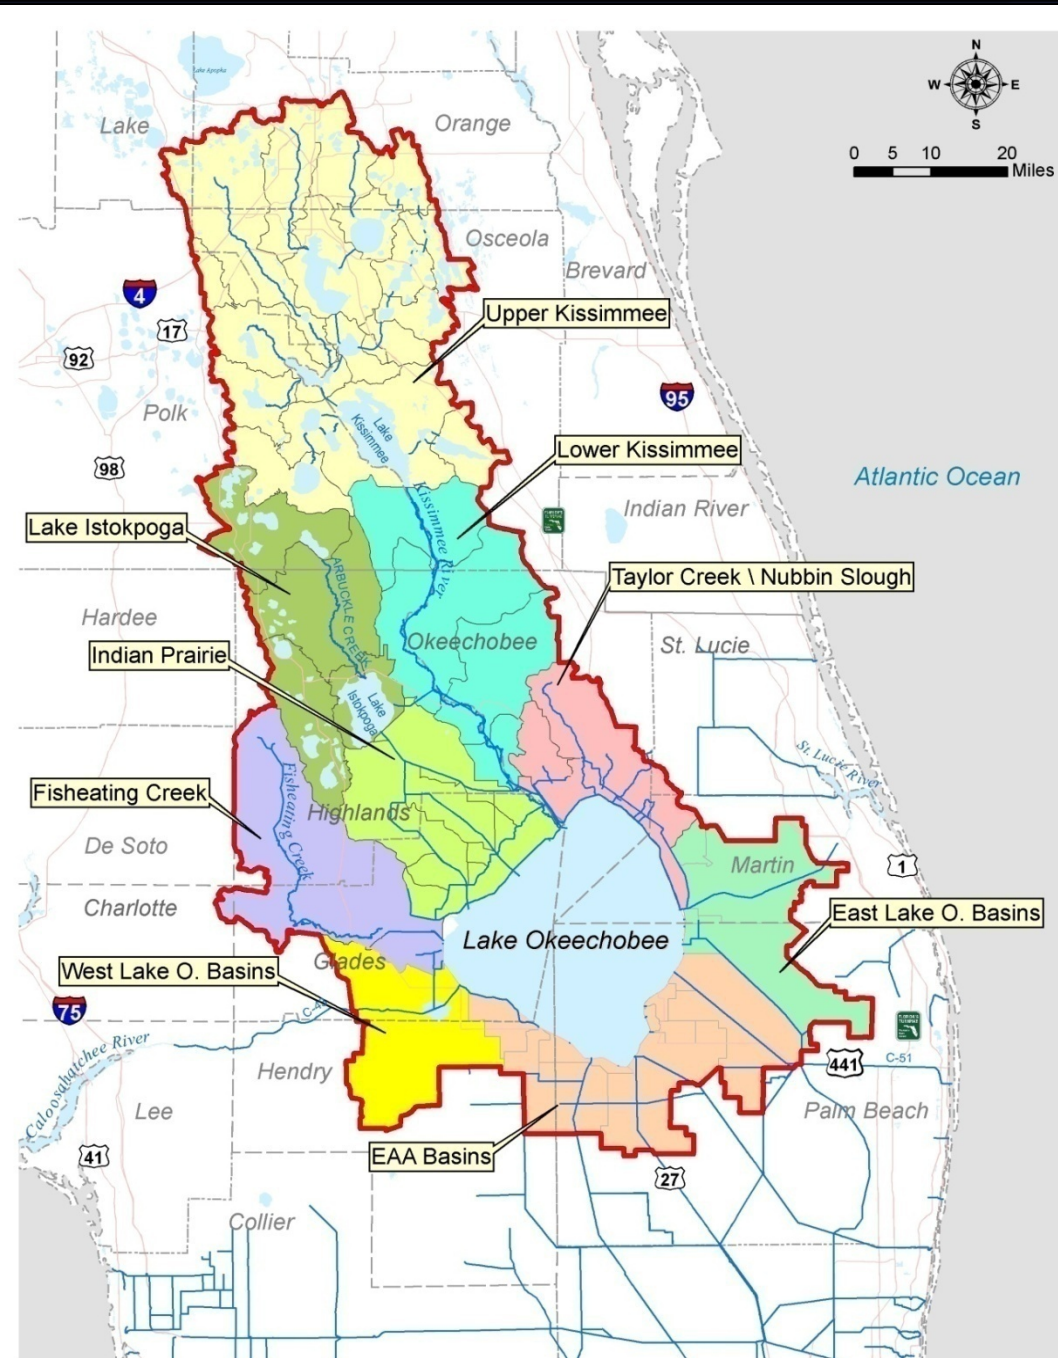 Lake Apopka
N
W
E
S
Lake
Orange
0 5 10 20
Miles
Osceola
Brevard
4
17
Upper Kissimmee
92
95
Polk
Lake
Kissimmee
98
Lower Kissimmee
Atlantic Ocean
Kissimmee River
Indian River
Lake Istokpoga
ARBUCKLE CREEK
Taylor Creek \ Nubbin Slough
Hardee
Okeechobee
St. Lucie
Indian Prairie
Lake
Istokpoga
St. Lucie River
Fisheating Creek
Fisheating Creek
Highlands
De Soto
Martin
1
Charlotte
East Lake O. Basins
Lake Okeechobee
Glades
West Lake O. Basins
75
C-43
Caloosahatchee River
Hendry
441
C-51
Lee
Palm Beach
41
EAA Basins
27
Collier